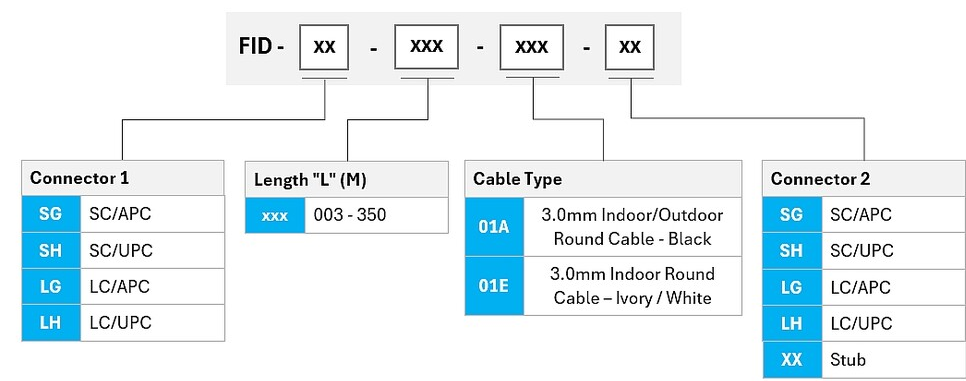 FID - XX - XXX - XXX - XX
Connector 1
SG SC/APC
SH SC/UPC
LG LC/APC
LH LC/UPC
Length "L" (M)
xxx 003 - 350
Cable Type
01A 3.0mm Indoor/Outdoor
Round Cable - Black
01E 3.0mm Indoor Round
Cable – Ivory / White
Connector 2
SG SC/APC
SH SC/UPC
LG LC/APC
LH LC/UPC
XX Stub